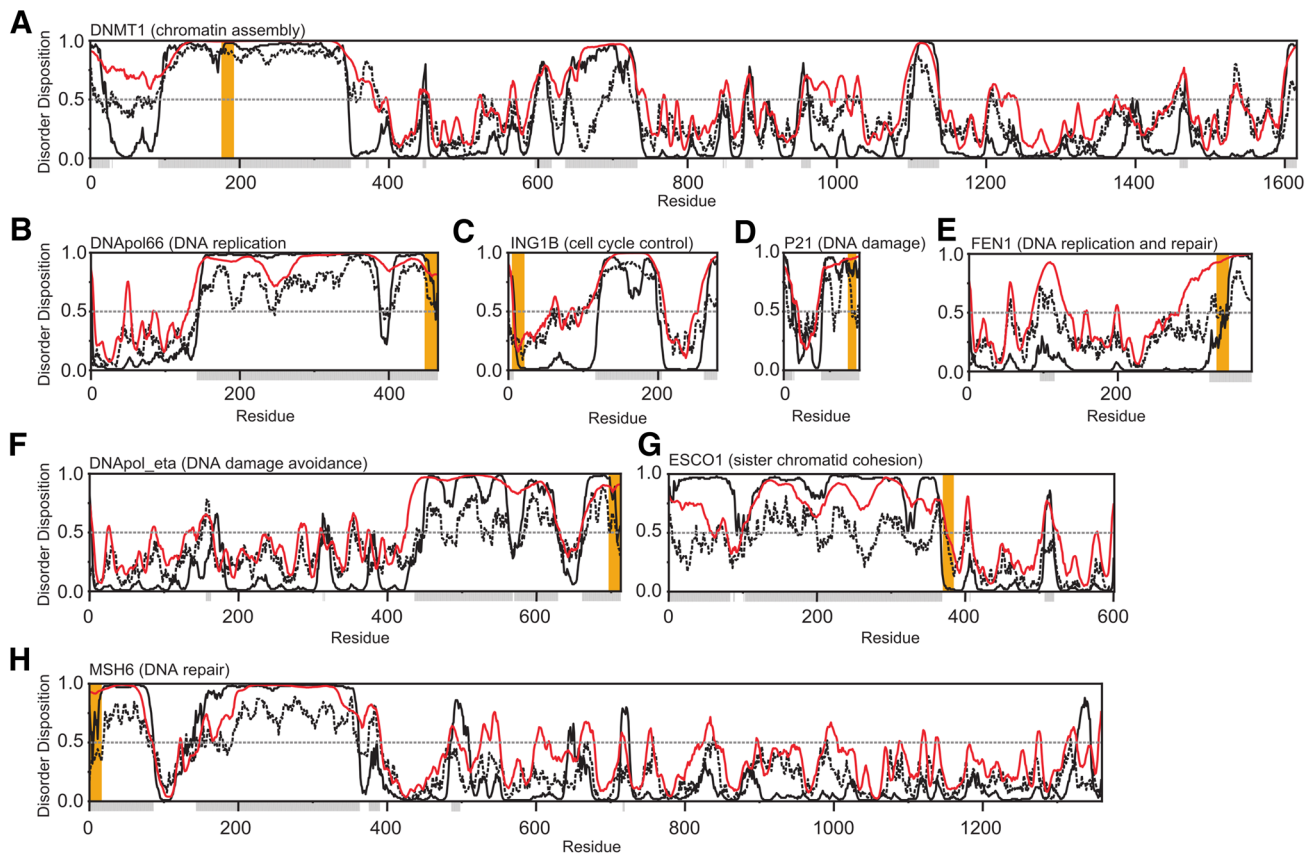 A
DNMT1 (chromatin assembly)
Disorder Disposition
1.0
0.5
0.0
0 200 400 600 800 1000 1200 1400 1600
Residue
B
DNApol66 (DNA replication
Disorder Disposition
1.0
0.5
0.0
0 200 400
Residue
C
ING1B (cell cycle control)
1.0
0.5
0.0
0 200
Residue
D
P21 (DNA damage)
1.0
0.5
0.0
0
Residue
E
FEN1 (DNA replication and repair)
1.0
0.5
0.0
0 200
Residue
F
DNApol_eta (DNA damage avoidance)
Disorder Disposition
1.0
0.5
0.0
0 200 400 600
Residue
G
ESCO1 (sister chromatid cohesion)
1.0
0.5
0.0
0 200 400 600
Residue
H
MSH6 (DNA repair)
Disorder Disposition
1.0
0.5
0.0
0 200 400 600 800 1000 1200
Residue